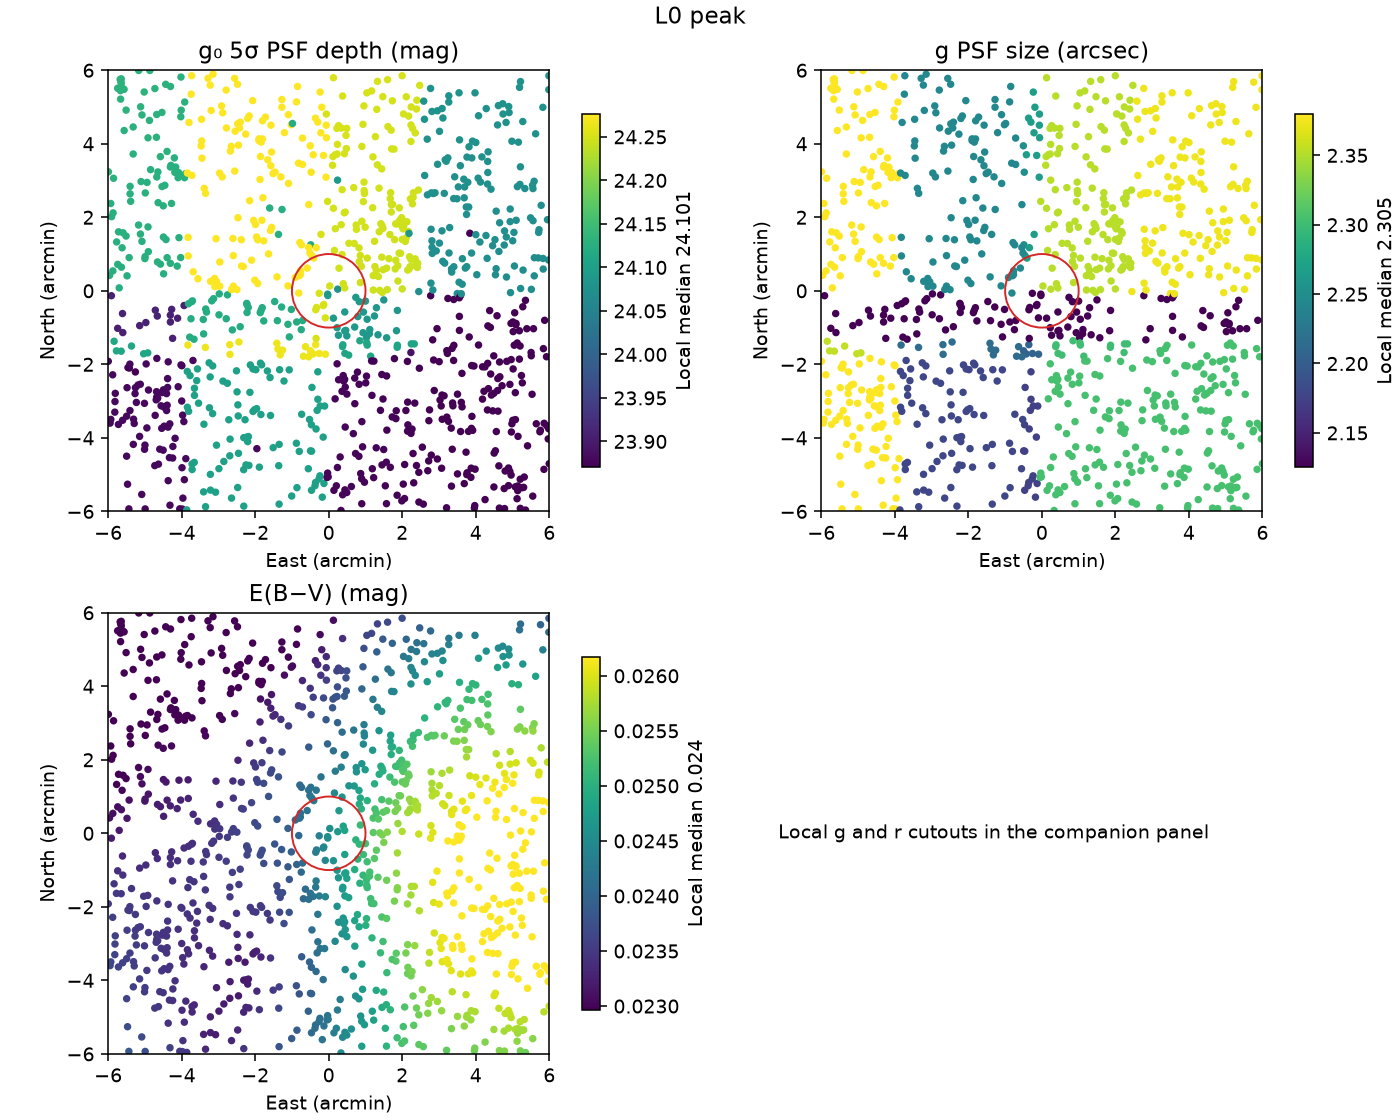 L0 peak
g₀ 5σ PSF depth (mag)
6
4
2
0
−2
−4
−6
−6 −4 −2 0 2 4 6
East (arcmin)
North (arcmin)
24.25
24.20
24.15
24.10
24.05
24.00
23.95
23.90
Local median 24.101
g PSF size (arcsec)
6
4
2
0
−2
−4
−6
−6 −4 −2 0 2 4 6
East (arcmin)
North (arcmin)
2.35
2.30
2.25
2.20
2.15
Local median 2.305
E(B−V) (mag)
6
4
2
0
−2
−4
−6
−6 −4 −2 0 2 4 6
East (arcmin)
North (arcmin)
0.0260
0.0255
0.0250
0.0245
0.0240
0.0235
0.0230
Local median 0.024
Local g and r cutouts in the companion panel